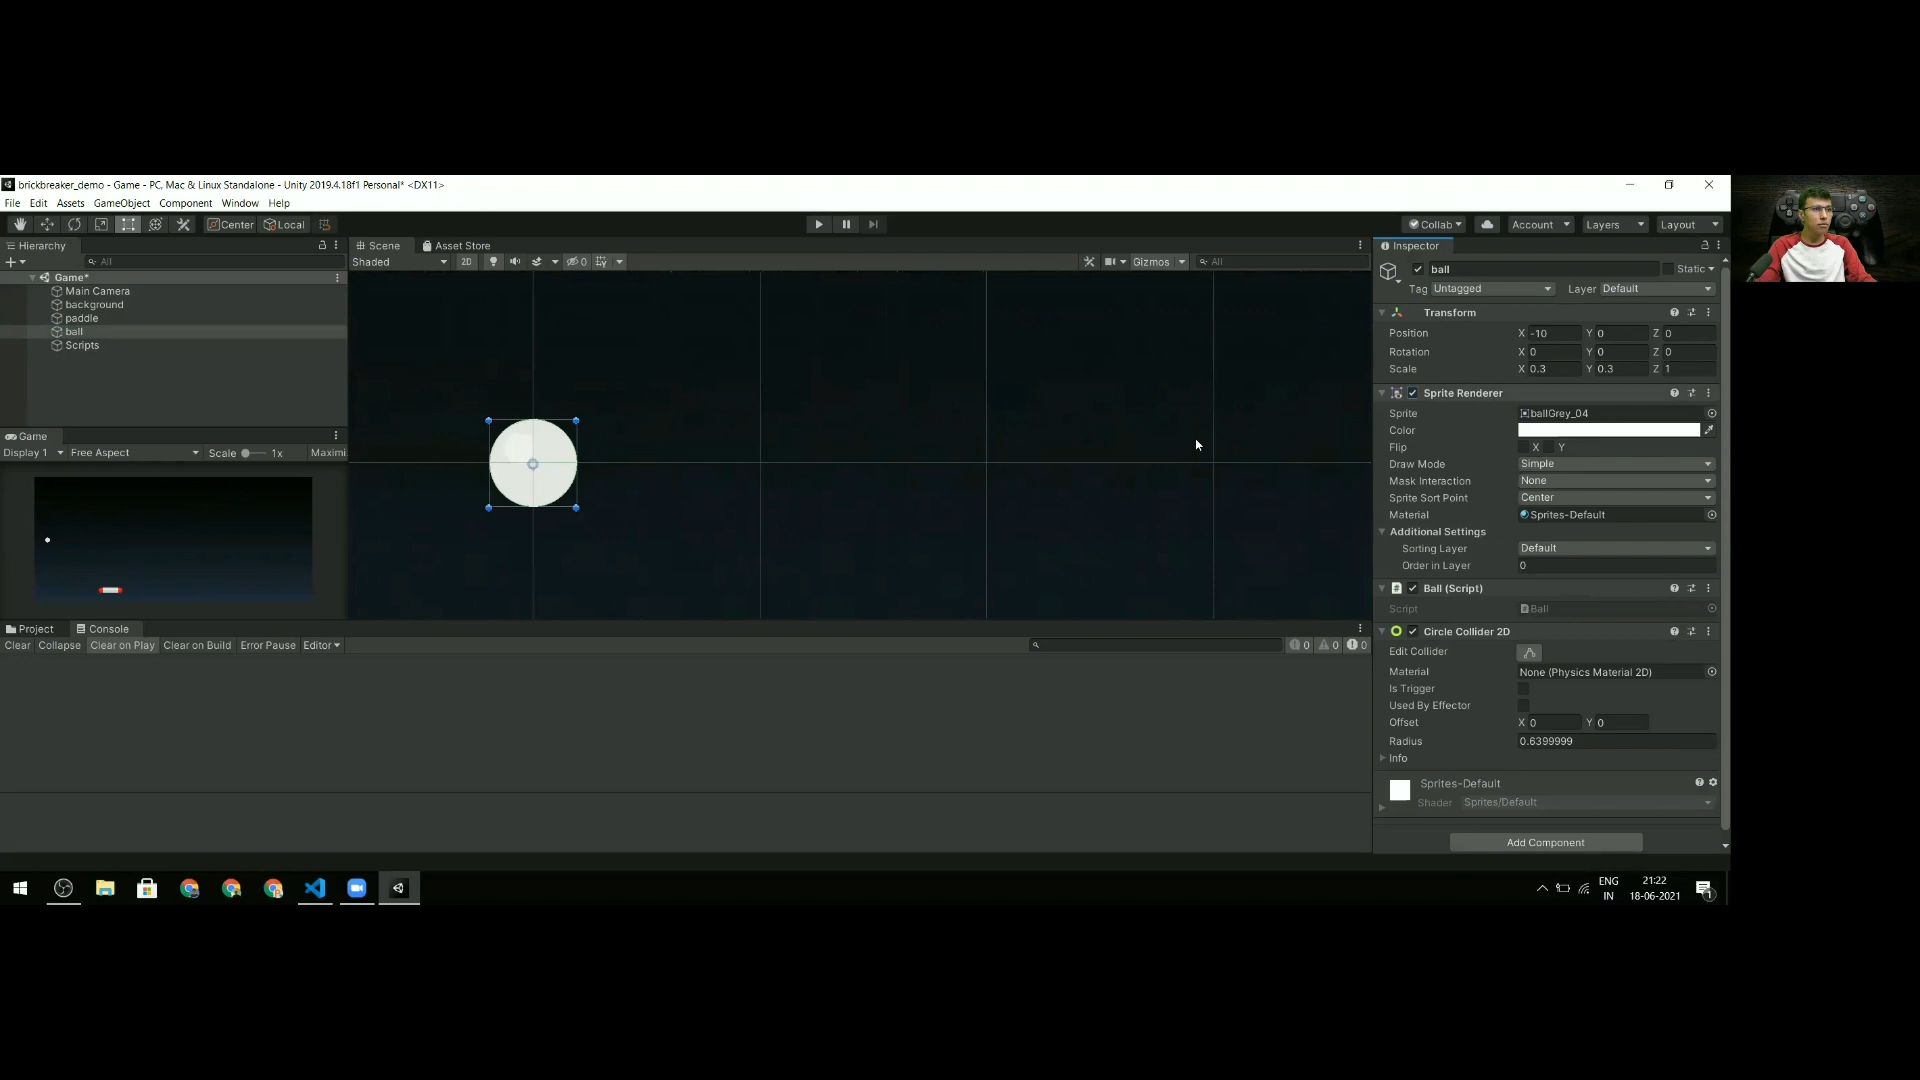 brickbreaker_demo - Game - PC, Mac & Linux Standalone - Unity 2019.4.18f1 Personal* <DX11>
File Edit Assets GameObject Component Window Help
Center Local Collab Account Layers Layout
Hierarchy
All
Game*
Main Camera
background
paddle
ball
Scripts
Scene Asset Store
Shaded 2D 0 Gizmos All
Game
Display 1 Free Aspect Scale 1x Maximi
Project Console
Clear Collapse Clear on Play Clear on Build Error Pause Editor 0 0 0
Inspector
ball Static
Tag Untagged Layer Default
Transform
Position X -10 Y 0 Z 0
Rotation X 0 Y 0 Z 0
Scale X 0.3 Y 0.3 Z 1
Sprite Renderer
Sprite ballGrey_04
Color
Flip X Y
Draw Mode Simple
Mask Interaction None
Sprite Sort Point Center
Material Sprites-Default
Additional Settings
Sorting Layer Default
Order in Layer 0
Ball (Script)
Script Ball
Circle Collider 2D
Edit Collider
Material None (Physics Material 2D)
Is Trigger
Used By Effector
Offset X 0 Y 0
Radius 0.6399999
Info
Sprites-Default
Shader Sprites/Default
Add Component
ENG
IN
21:22
18-06-2021
1